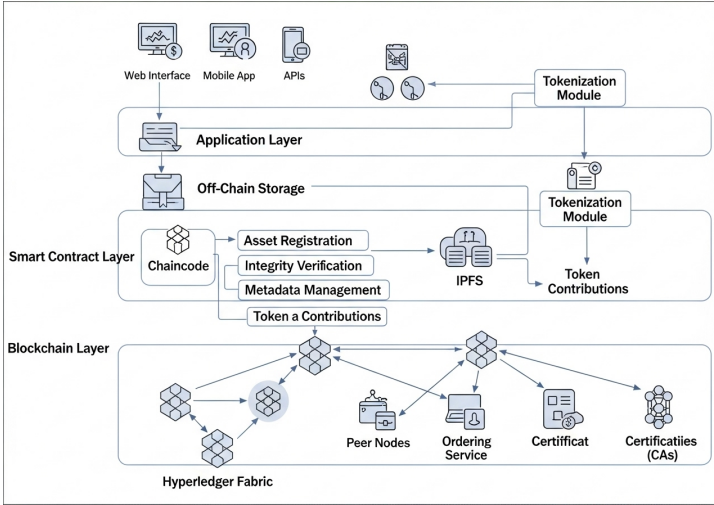 Web Interface
Mobile App
APIs
Tokenization
Module
Application Layer
Off-Chain Storage
Tokenization
Module
Smart Contract Layer
Chaincode
Asset Registration
Integrity Verification
Metadata Management
IPFS
Token
Contributions
Token a Contributions
Blockchain Layer
Peer Nodes
Ordering
Service
Certifficat
Certificatiies
(CAs)
Hyperledger Fabric